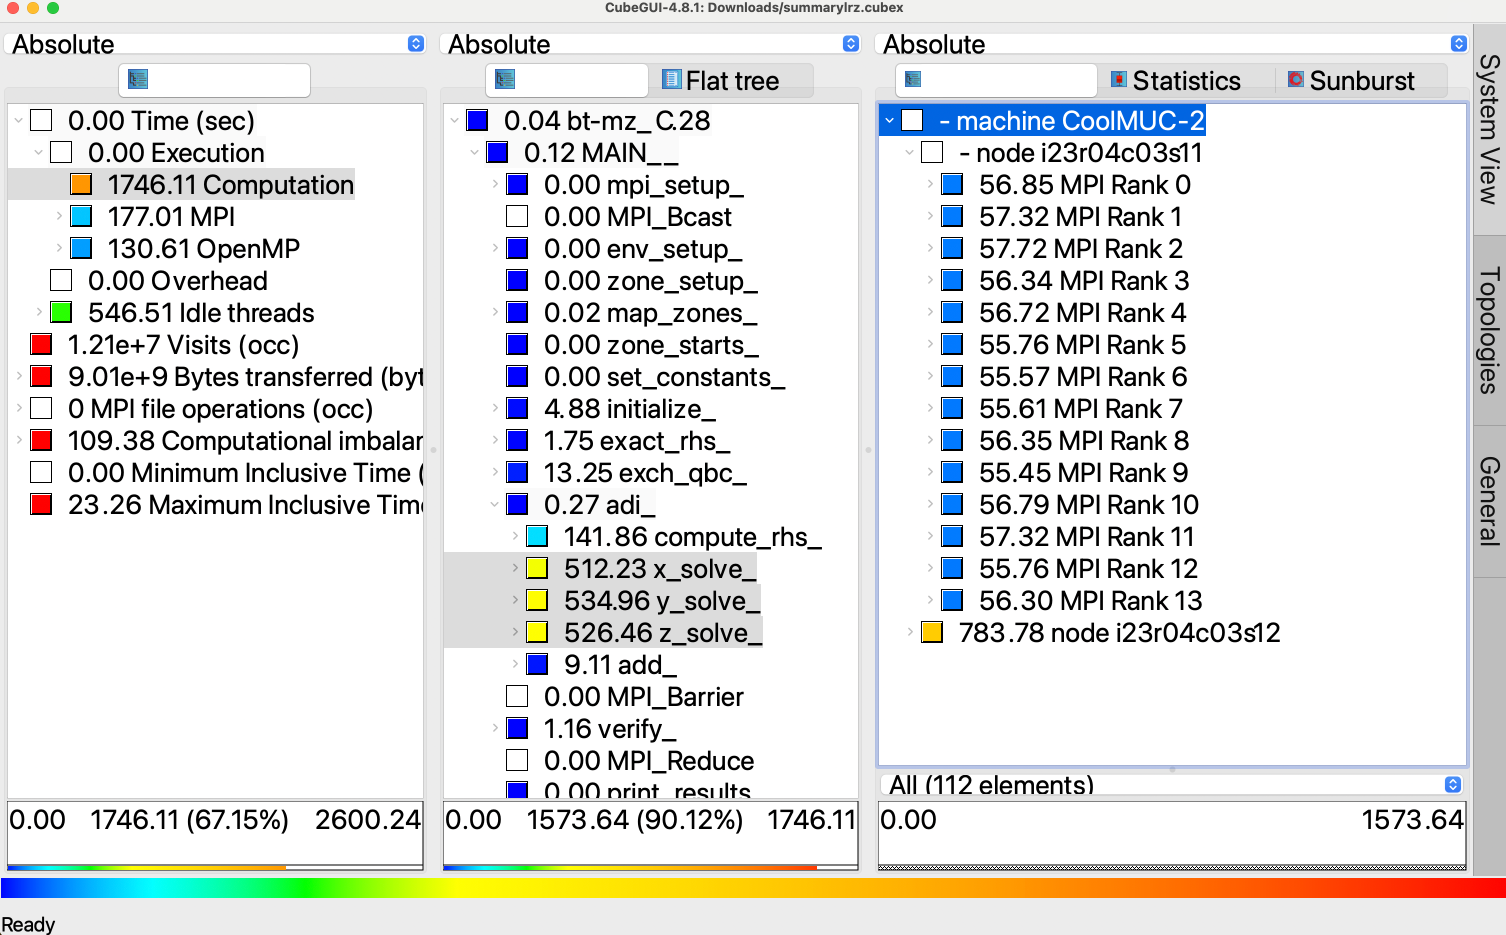 CubeGUI-4.8.1: Downloads/summarylrz.cubex
Absolute
0.00 Time (sec)
0.00 Execution
1746.11 Computation
177.01 MPI
130.61 OpenMP
0.00 Overhead
546.51 Idle threads
1.21e+7 Visits (occ)
9.01e+9 Bytes transferred (byt
0 MPI file operations (occ)
109.38 Computational imbalar
0.00 Minimum Inclusive Time (
23.26 Maximum Inclusive Time
0.00 1746.11 (67.15%) 2600.24
Absolute
Flat tree
0.04 bt-mz_C.28
0.12 MAIN__
0.00 mpi_setup_
0.00 MPI_Bcast
0.00 env_setup_
0.00 zone_setup_
0.02 map_zones_
0.00 zone_starts_
0.00 set_constants_
4.88 initialize_
1.75 exact_rhs_
13.25 exch_qbc_
0.27 adi_
141.86 compute_rhs_
512.23 x_solve_
534.96 y_solve_
526.46 z_solve_
9.11 add_
0.00 MPI_Barrier
1.16 verify_
0.00 MPI_Reduce
0.00 print_results
0.00 1573.64 (90.12%) 1746.11
Absolute
Statistics
Sunburst
- machine CoolMUC-2
- node i23r04c03s11
56.85 MPI Rank 0
57.32 MPI Rank 1
57.72 MPI Rank 2
56.34 MPI Rank 3
56.72 MPI Rank 4
55.76 MPI Rank 5
55.57 MPI Rank 6
55.61 MPI Rank 7
56.35 MPI Rank 8
55.45 MPI Rank 9
56.79 MPI Rank 10
57.32 MPI Rank 11
55.76 MPI Rank 12
56.30 MPI Rank 13
783.78 node i23r04c03s12
All (112 elements)
0.00 1573.64
System View
Topologies
General
Ready